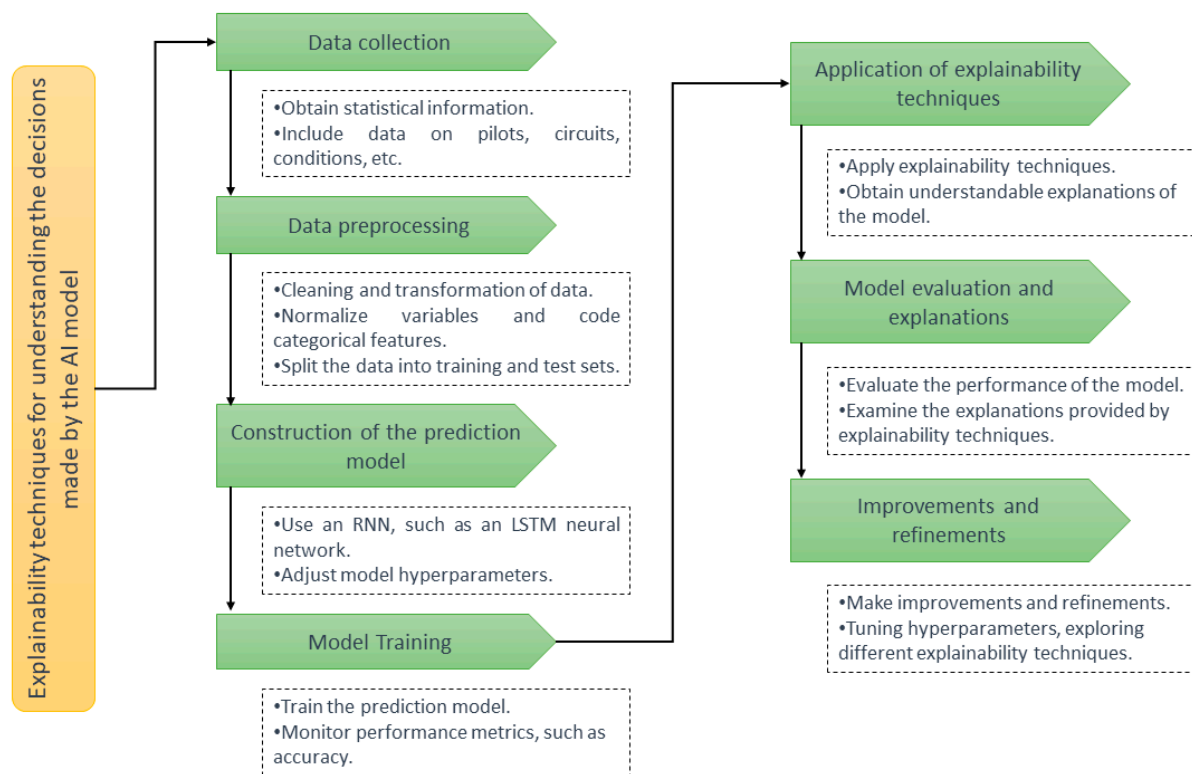 Explainability techniques for understanding the decisions
made by the AI model
Data collection
•Obtain statistical information.
•Include data on pilots, circuits,
conditions, etc.
Data preprocessing
•Cleaning and transformation of data.
•Normalize variables and code
categorical features.
•Split the data into training and test sets.
Construction of the prediction
model
•Use an RNN, such as an LSTM neural
network.
•Adjust model hyperparameters.
Model Training
•Train the prediction model.
•Monitor performance metrics, such as
accuracy.
Application of explainability
techniques
•Apply explainability techniques.
•Obtain understandable explanations of
the model.
Model evaluation and
explanations
•Evaluate the performance of the model.
•Examine the explanations provided by
explainability techniques.
Improvements and
refinements
•Make improvements and refinements.
•Tuning hyperparameters, exploring
different explainability techniques.